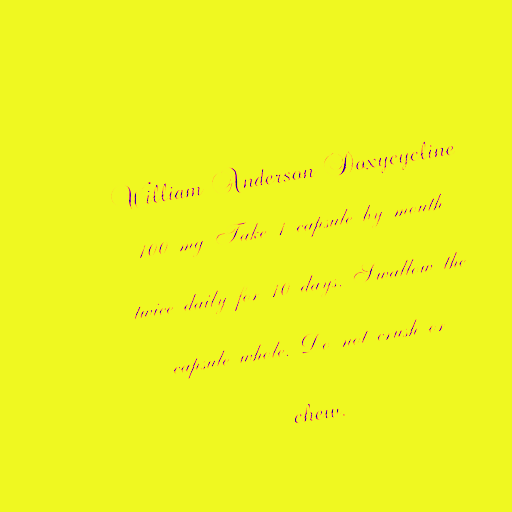 William Anderson Doxycycline
100 mg Take 1 capsule by mouth
twice daily for 10 days. Swallow the
capsule whole. Do not crush or
chew.